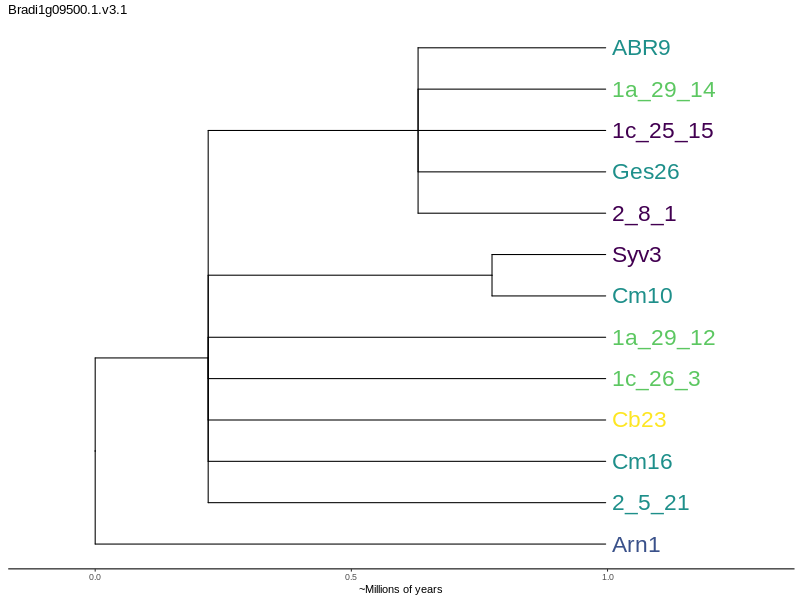 Bradi1g09500.1.v3.1
ABR9
1a_29_14
1c_25_15
Ges26
2_8_1
Syv3
Cm10
1a_29_12
1c_26_3
Cb23
Cm16
2_5_21
Arn1
0.0 0.5 1.0
~Millions of years